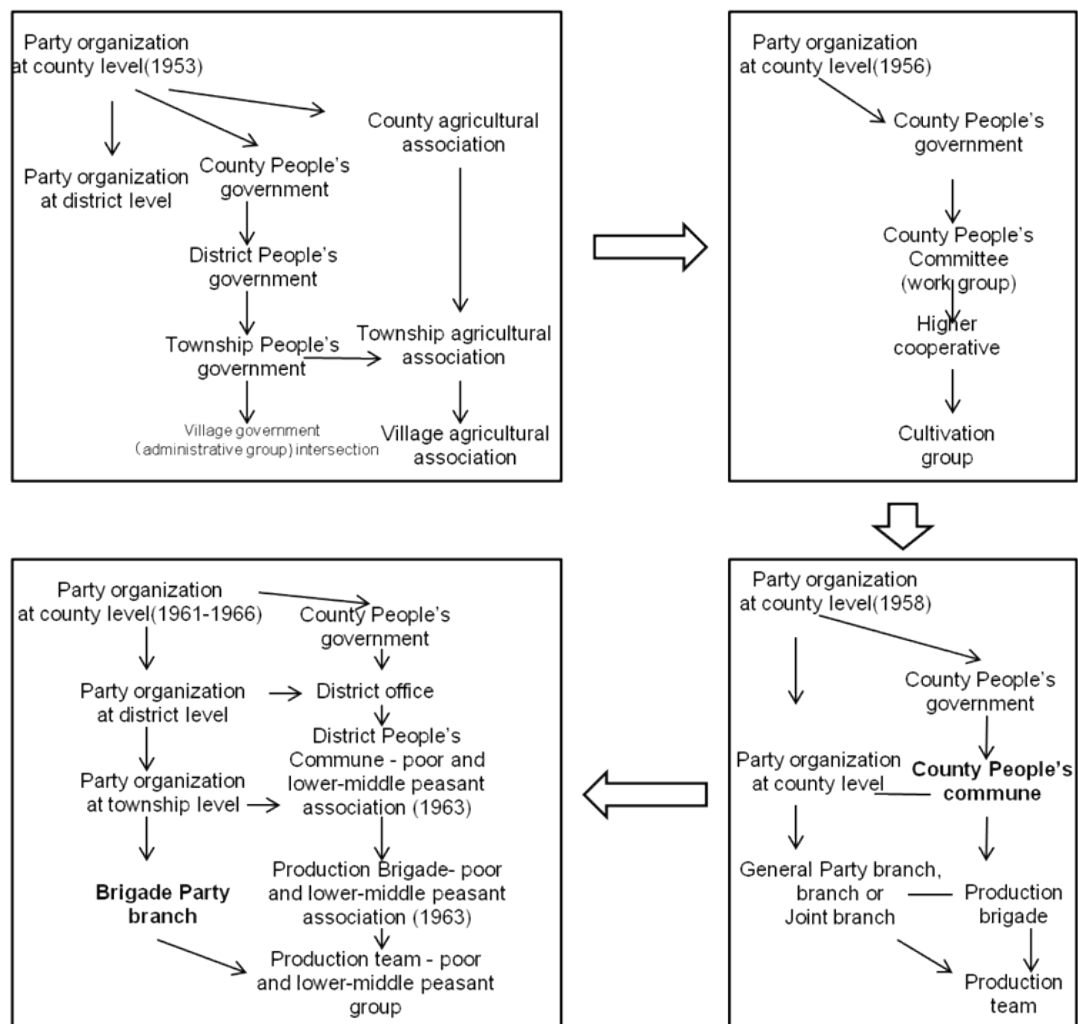 Party organization
at county level(1953)
County agricultural
association
Party organization
at district level
County People's
government
District People's
government
Township People's
government
Township agricultural
association
Village government
(administrative group) intersection
Village agricultural
association
Party organization
at county level(1956)
County People's
government
County People's
Committee
(work group)
Higher
cooperative
Cultivation
group
Party organization
at county level(1961-1966)
County People's
government
Party organization
at district level
District office
District People's
Commune - poor and
lower-middle peasant
association (1963)
Party organization
at township level
Brigade Party
branch
Production Brigade- poor
and lower-middle peasant
association (1963)
Production team - poor
and lower-middle peasant
group
Party organization
at county level(1958)
County People's
government
Party organization
at county level
County People's
commune
General Party branch,
branch or
Joint branch
Production
brigade
Production
team